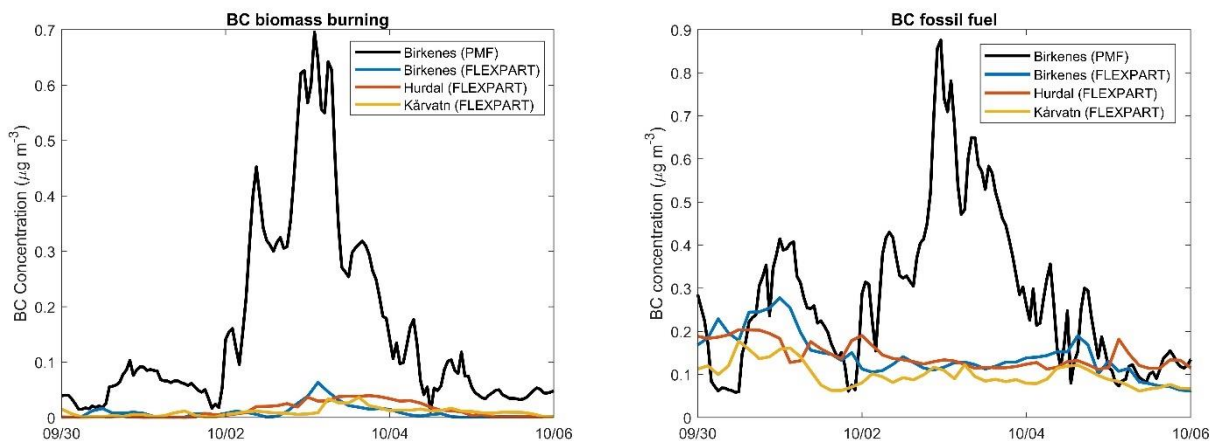 BC biomass burning
BC Concentration (μg m⁻³)
0.7
0.6
0.5
0.4
0.3
0.2
0.1
0
09/30
10/02
10/04
10/06
Birkenes (PMF)
Birkenes (FLEXPART)
Hurdal (FLEXPART)
Kårvatn (FLEXPART)
BC fossil fuel
BC concentration (μg m⁻³)
0.9
0.8
0.7
0.6
0.5
0.4
0.3
0.2
0.1
0
09/30
10/02
10/04
10/06
Birkenes (PMF)
Birkenes (FLEXPART)
Hurdal (FLEXPART)
Kårvatn (FLEXPART)